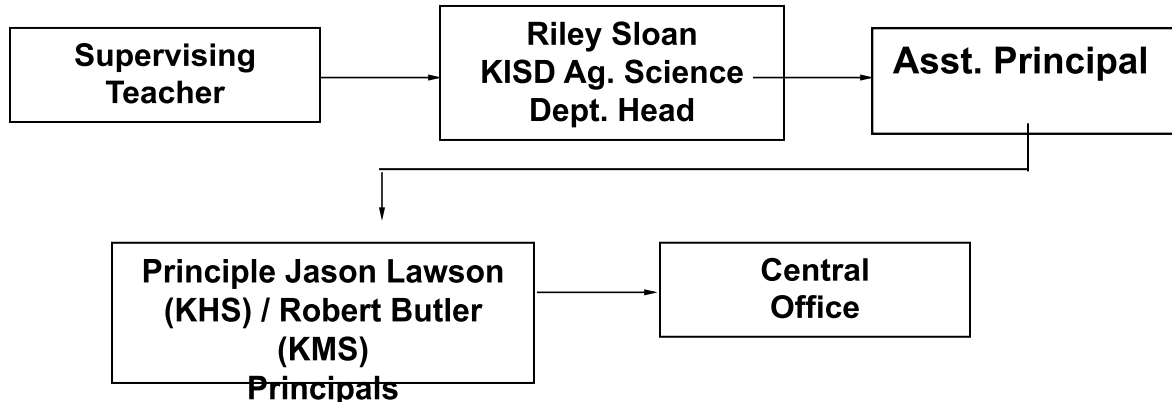 Supervising
Teacher
Riley Sloan
KISD Ag. Science
Dept. Head
Asst. Principal
Principle Jason Lawson
(KHS) / Robert Butler
(KMS)
Principals
Central
Office